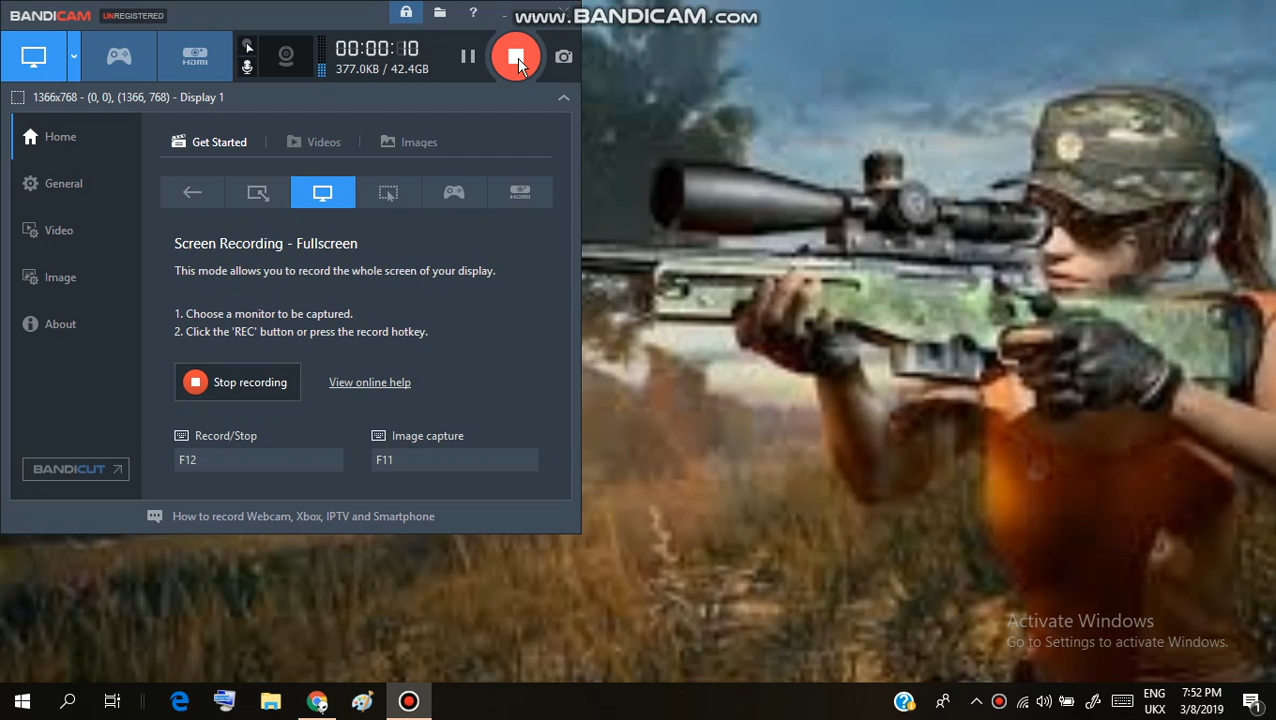 BANDICAM UNREGISTERED
www.BANDICAM.com
HDMI
00:00:10
377.0KB / 42.4GB
1366x768 - (0, 0), (1366, 768) - Display 1
Home
General
Video
Image
About
BANDICUT
Get Started
Videos
Images
HDMI
Screen Recording - Fullscreen
This mode allows you to record the whole screen of your display.
1. Choose a monitor to be captured.
2. Click the 'REC' button or press the record hotkey.
Stop recording
View online help
Record/Stop
Image capture
F12
F11
How to record Webcam, Xbox, IPTV and Smartphone
Activate Windows
Go to Settings to activate Windows.
ENG
UKX
7:52 PM
3/8/2019
1